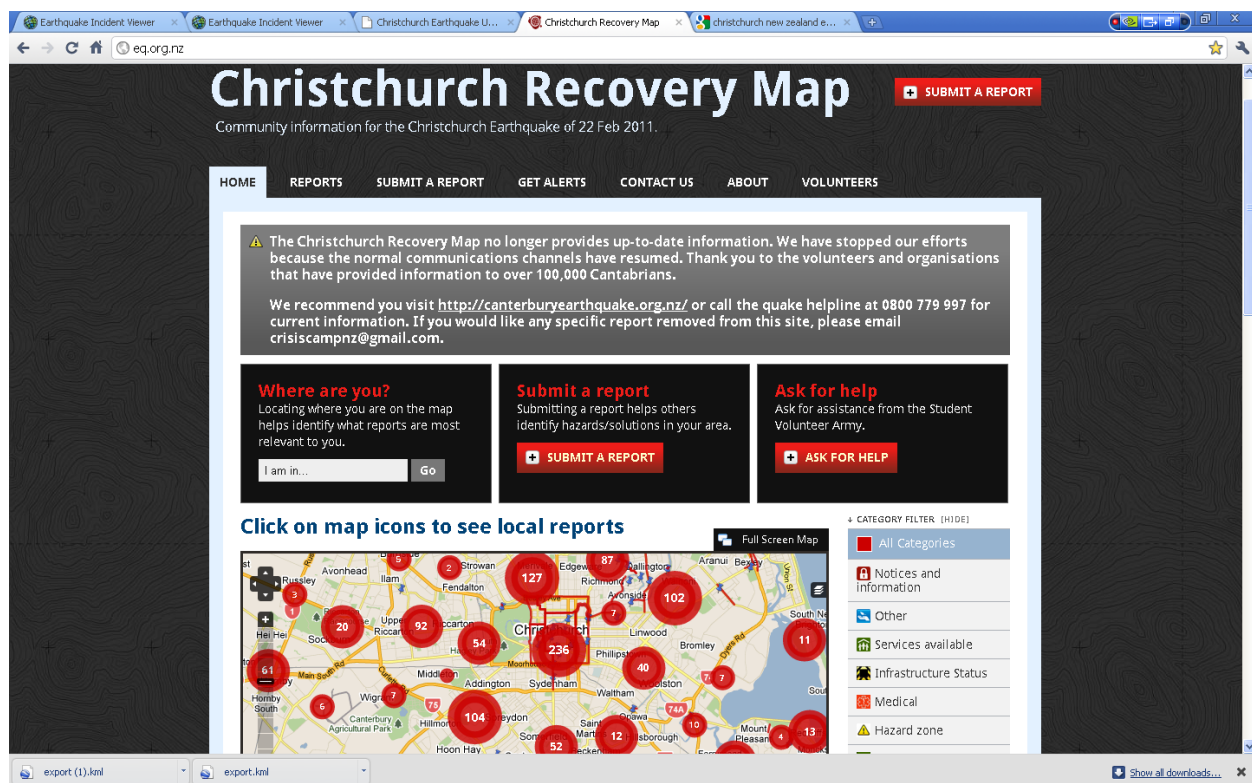 Earthquake Incident Viewer
Earthquake Incident Viewer
Christchurch Earthquake U...
Christchurch Recovery Map
christchurch new zealand e...
eq.org.nz
Christchurch Recovery Map
SUBMIT A REPORT
Community information for the Christchurch Earthquake of 22 Feb 2011.
HOME REPORTS SUBMIT A REPORT GET ALERTS CONTACT US ABOUT VOLUNTEERS
The Christchurch Recovery Map no longer provides up-to-date information. We have stopped our efforts
because the normal communications channels have resumed. Thank you to the volunteers and organisations
that have provided information to over 100,000 Cantabrians.
We recommend you visit http://canterburyearthquake.org.nz/ or call the quake helpline at 0800 779 997 for
current information. If you would like any specific report removed from this site, please email
crisiscampnz@gmail.com.
Where are you?
Locating where you are on the map
helps identify what reports are most
relevant to you.
I am in...
Go
Submit a report
Submitting a report helps others
identify hazards/solutions in your area.
SUBMIT A REPORT
Ask for help
Ask for assistance from the Student
Volunteer Army.
ASK FOR HELP
Click on map icons to see local reports
Full Screen Map
5
Avonhead
Ilam
2
Strowan
Fendalton
127
87
Dallington
Aranui
Russley
3
1
Richmond
Avonside
102
7
20
Upper
Riccarton
92
54
Christchurch
236
Linwood
Bromley
Dyers Rd
11
Hei Hei
Phillips
40
Woolston
7
61
Main South Rd
Middleton
Addington
Sydenham
Waltham
Hornby
South
6
Wigram
7
75
74A
Canterbury
Agricultural Park
Hillmorton
104
Opawa
10
Hillsborough
Mount
Pleasant
4
13
Hoon Hay
52
12
CATEGORY FILTER [HIDE]
All Categories
Notices and
information
Other
Services available
Infrastructure Status
Medical
Hazard zone
export (1).kml
export.kml
Show all downloads...